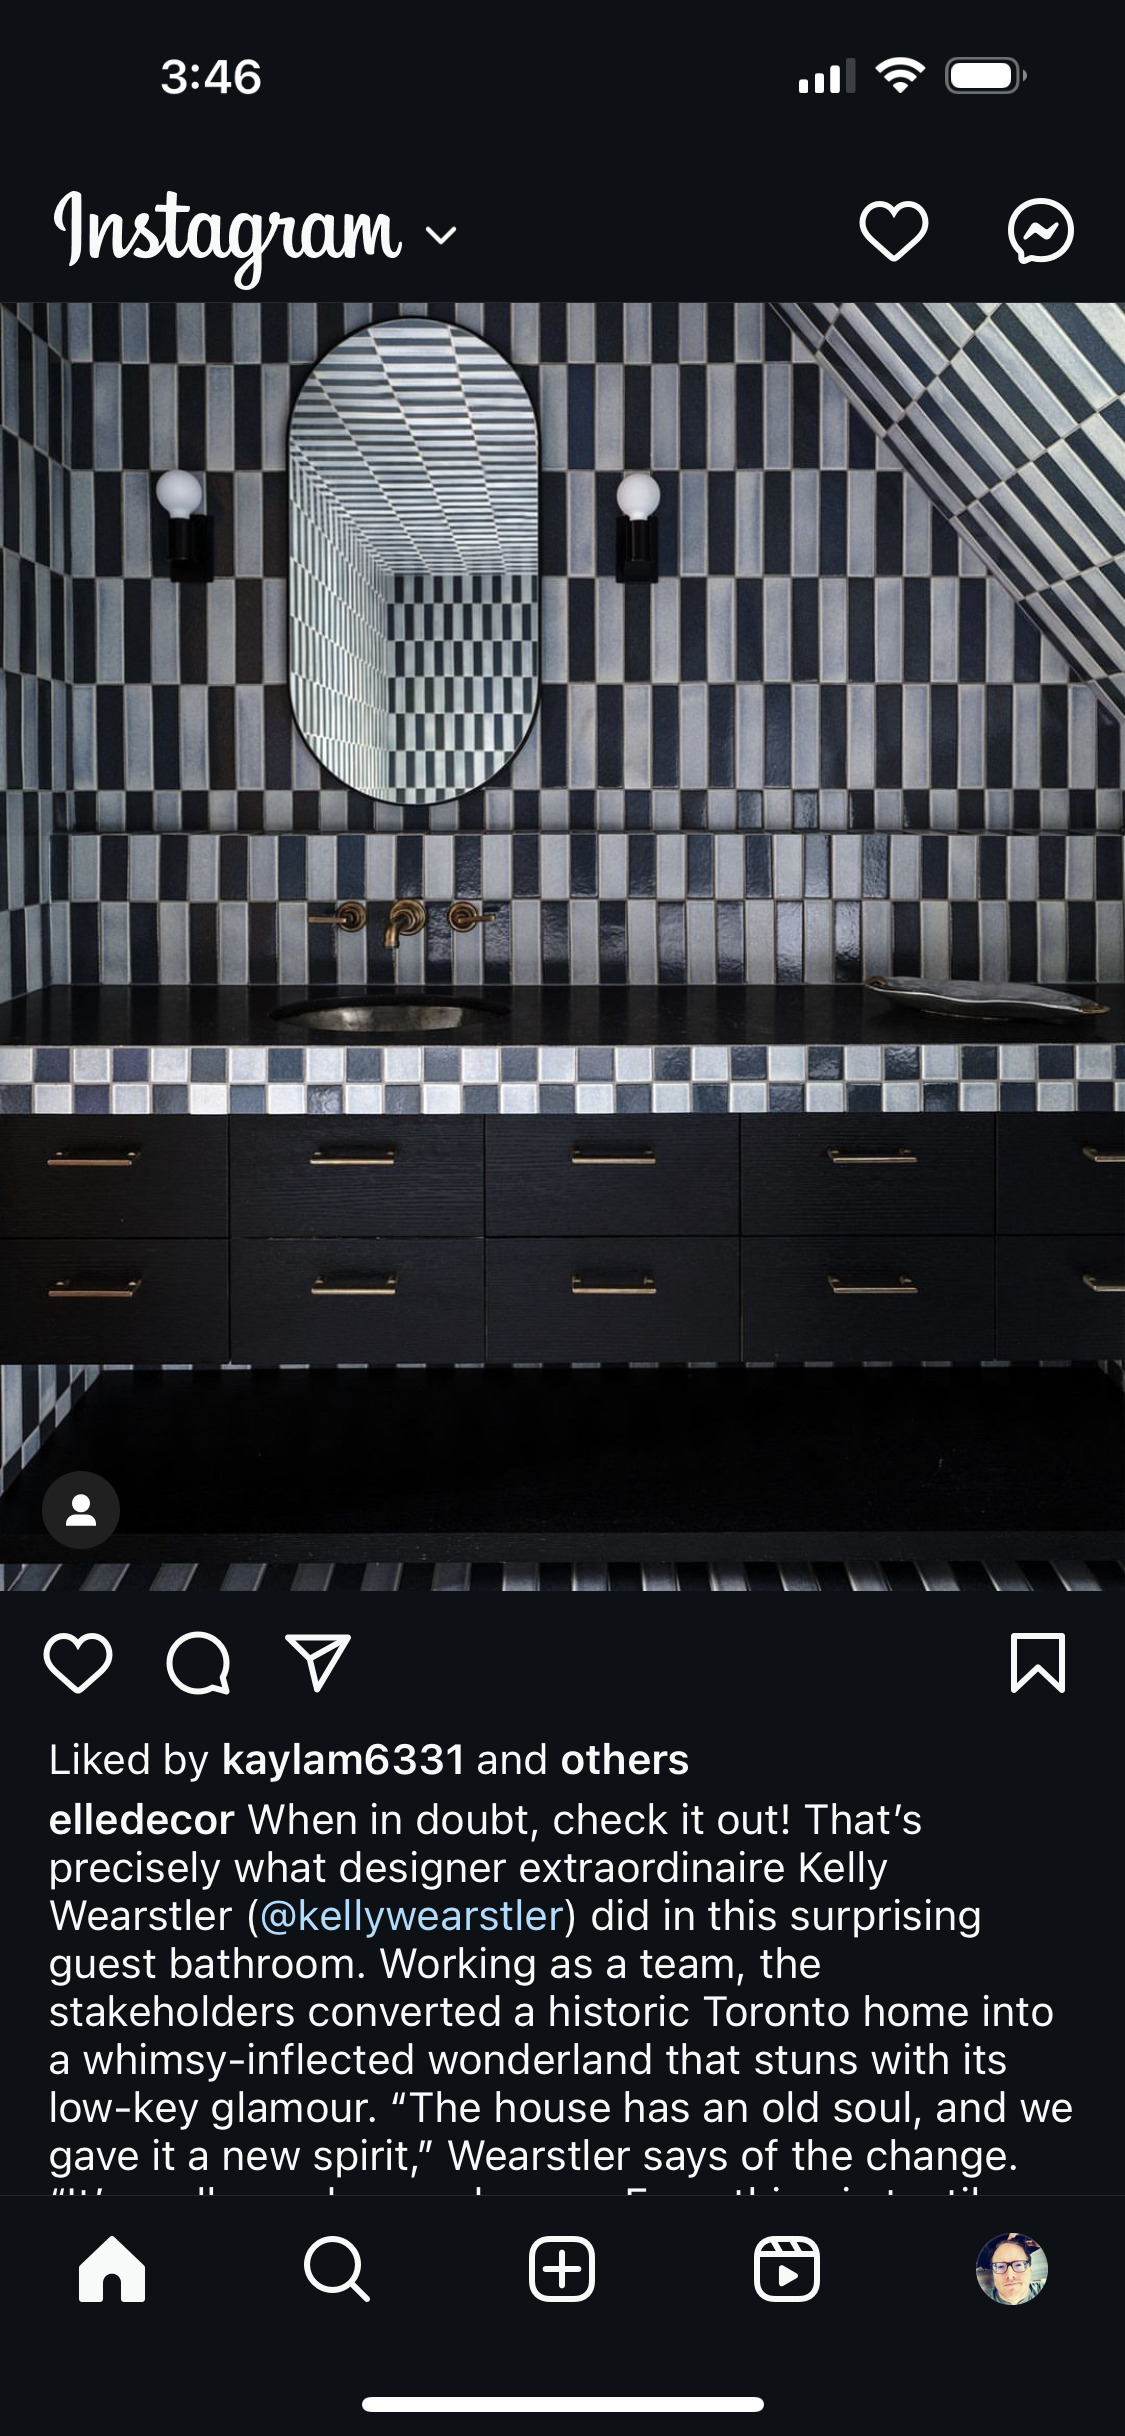 3:46
Instagram
Liked by kaylam6331 and others
elledecor When in doubt, check it out! That’s
precisely what designer extraordinaire Kelly
Wearstler (@kellywearstler) did in this surprising
guest bathroom. Working as a team, the
stakeholders converted a historic Toronto home into
a whimsy-inflected wonderland that stuns with its
low-key glamour. “The house has an old soul, and we
gave it a new spirit,” Wearstler says of the change.